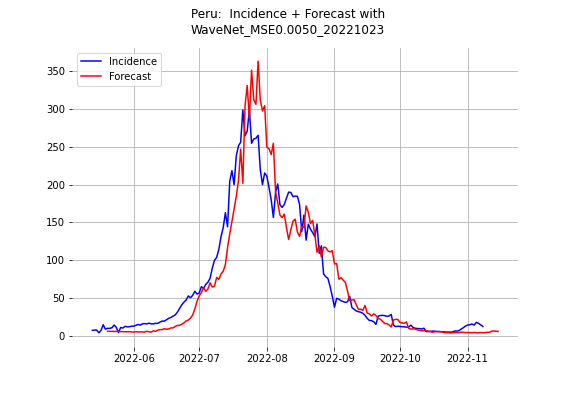 Peru:  Incidence + Forecast with
WaveNet_MSE0.0050_20221023
Incidence
Forecast
350
300
250
200
150
100
50
0
2022-06 2022-07 2022-08 2022-09 2022-10 2022-11